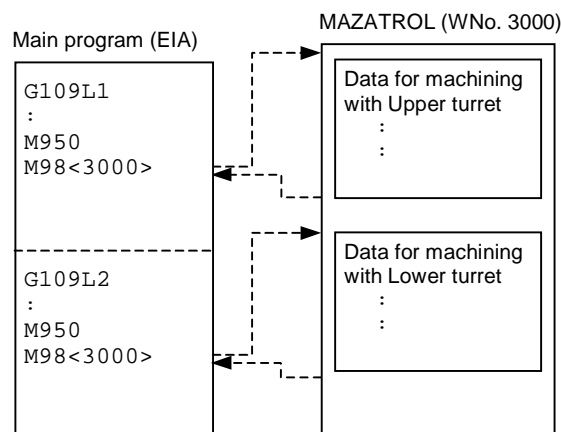 Main program (EIA)
G109L1
:
M950
M98<3000>
G109L2
:
M950
M98<3000>
MAZATROL (WNo. 3000)
Data for machining
with Upper turret
:
:
Data for machining
with Lower turret
:
: